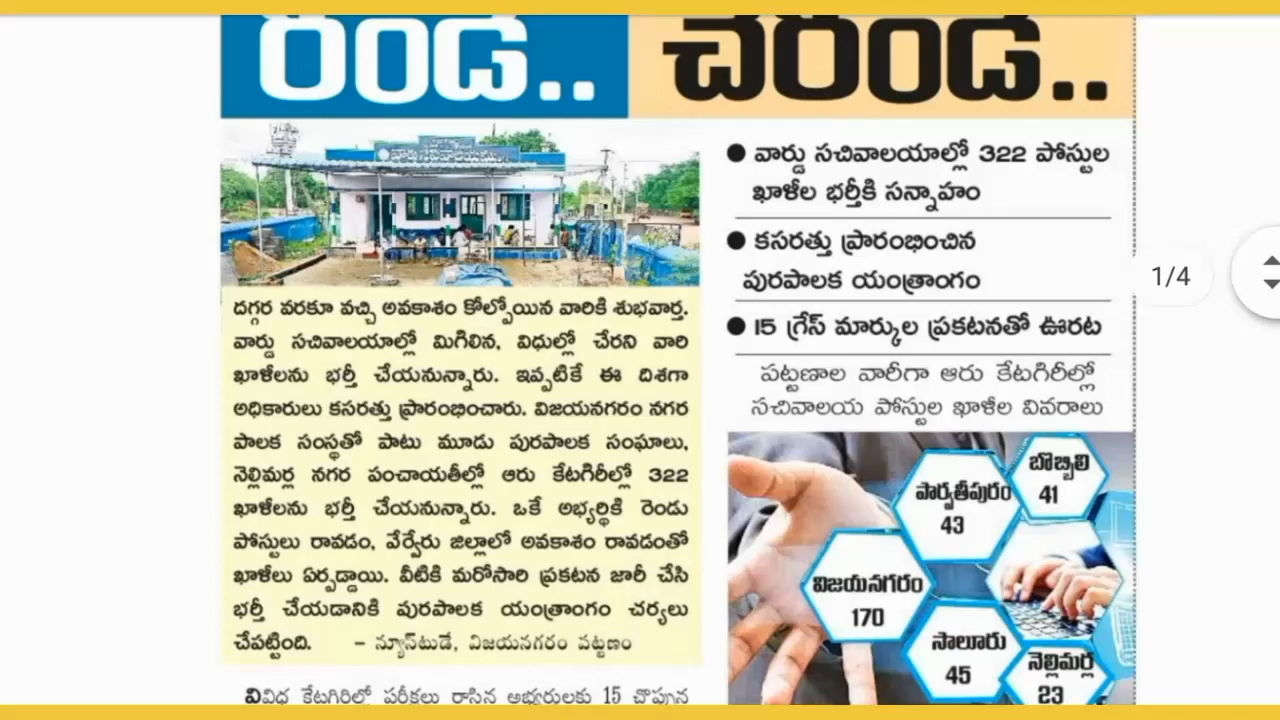 రండి.. చేరండి..
వార్డు సచివాలయము
● వార్డు సచివాలయాల్లో 322 పోస్టుల
ఖాళీల భర్తీకి సన్నాహం
● కసరత్తు ప్రారంభించిన
పురపాలక యంత్రాంగం
● 15 గ్రేస్ మార్కుల ప్రకటనతో ఊరట
దగ్గర వరకూ వచ్చి అవకాశం కోల్పోయిన వారికి శుభవార్త.
వార్డు సచివాలయాల్లో మిగిలిన, విధుల్లో చేరని వారి
ఖాళీలను భర్తీ చేయనున్నారు. ఇప్పటికే ఈ దిశగా
అధికారులు కసరత్తు ప్రారంభించారు. విజయనగరం నగర
పాలక సంస్థతో పాటు మూడు పురపాలక సంఘాలు,
నెల్లిమర్ల నగర పంచాయతీల్లో ఆరు కేటగిరీల్లో 322
ఖాళీలను భర్తీ చేయనున్నారు. ఒకే అభ్యర్థికి రెండు
పోస్టులు రావడం, వేర్వేరు జిల్లాలో అవకాశం రావడంతో
ఖాళీలు ఏర్పడ్డాయి. వీటికి మరోసారి ప్రకటన జారీ చేసి
భర్తీ చేయడానికి పురపాలక యంత్రాంగం చర్యలు
చేపట్టింది. – న్యూస్‌టుడే, విజయనగరం పట్టణం
వివిధ కేటగిరిల్లో పరీక్షలు రాసిన అభ్యర్థులకు 15 చొప్పున
పట్టణాల వారీగా ఆరు కేటగిరీల్లో
సచివాలయ పోస్టుల ఖాళీల వివరాలు
బొబ్బిలి
41
పార్వతీపురం
43
విజయనగరం
170
సాలూరు
45
నెల్లిమర్ల
23
1/4